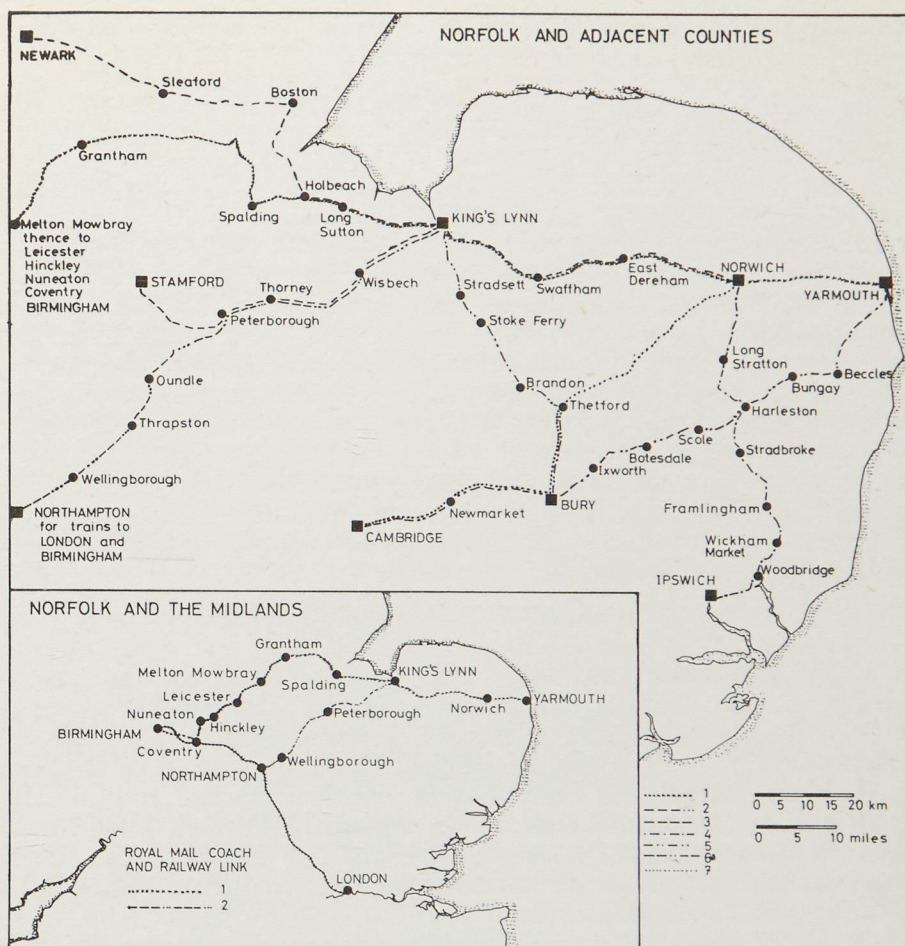 NORFOLK AND ADJACENT COUNTIES
NEWARK
Sleaford
Boston
Grantham
Holbeach
Spalding
Long
Sutton
KING'S LYNN
Melton Mowbray
thence to
Leicester
Hinckley
Nuneaton
Coventry
BIRMINGHAM
STAMFORD
Thorney
Wisbech
Peterborough
Stradsett
Swaffham
East
Dereham
NORWICH
YARMOUTH
Stoke Ferry
Oundle
Brandon
Thetford
Long
Stratton
Bungay
Beccles
Harleston
Thrapston
Scole
Botesdale
Ixworth
Stradbroke
Wellingborough
NORTHAMPTON
for trains to
LONDON and
BIRMINGHAM
Newmarket
CAMBRIDGE
BURY
Framlingham
Wickham
Market
Woodbridge
IPSWICH
NORFOLK AND THE MIDLANDS
Grantham
Melton Mowbray
Spalding
KING'S LYNN
Leicester
Nuneaton
Hinckley
BIRMINGHAM
Coventry
Peterborough
Norwich
YARMOUTH
NORTHAMPTON
Wellingborough
LONDON
ROYAL MAIL COACH
AND RAILWAY LINK
1
2
1
2
3
4
5
6
7
0 5 10 15 20 km
0 5 10 miles